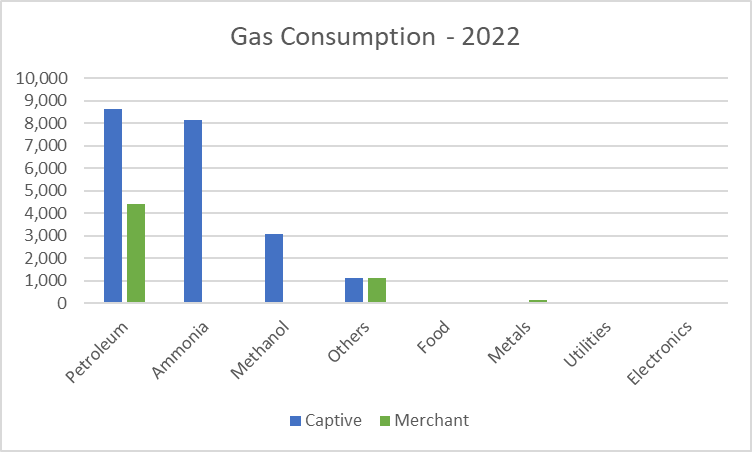 Gas Consumption - 2022
10,000
9,000
8,000
7,000
6,000
5,000
4,000
3,000
2,000
1,000
0
Petroleum
Ammonia
Methanol
Others
Food
Metals
Utilities
Electronics
Captive
Merchant